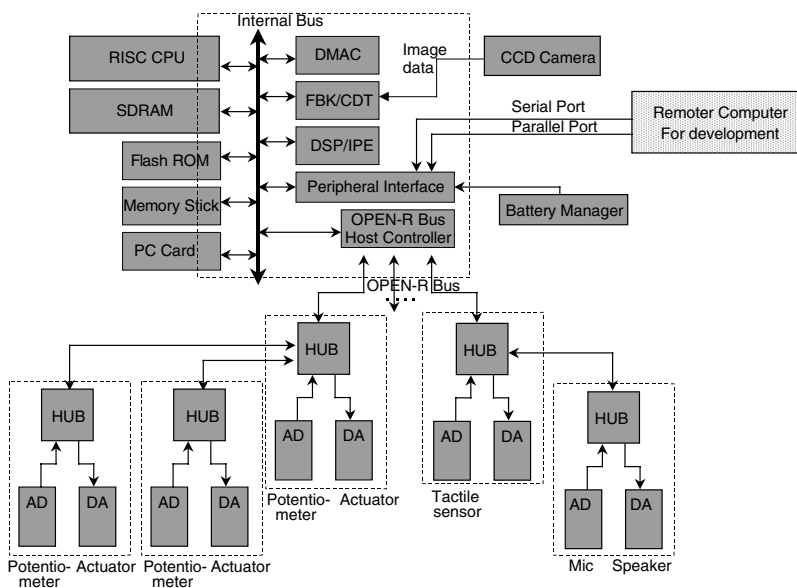 Internal Bus
RISC CPU
DMAC
Image
data
CCD Camera
SDRAM
FBK/CDT
Serial Port
Parallel Port
Remoter Computer
For development
Flash ROM
DSP/IPE
Memory Stick
Peripheral Interface
Battery Manager
PC Card
OPEN-R Bus
Host Controller
OPEN-R Bus
HUB
HUB
HUB
HUB
HUB
AD
DA
AD
DA
AD
DA
AD
DA
AD
DA
Potentio-
meter
Actuator
Tactile
sensor
Potentio-
meter
Actuator
Potentio-
meter
Actuator
Mic
Speaker